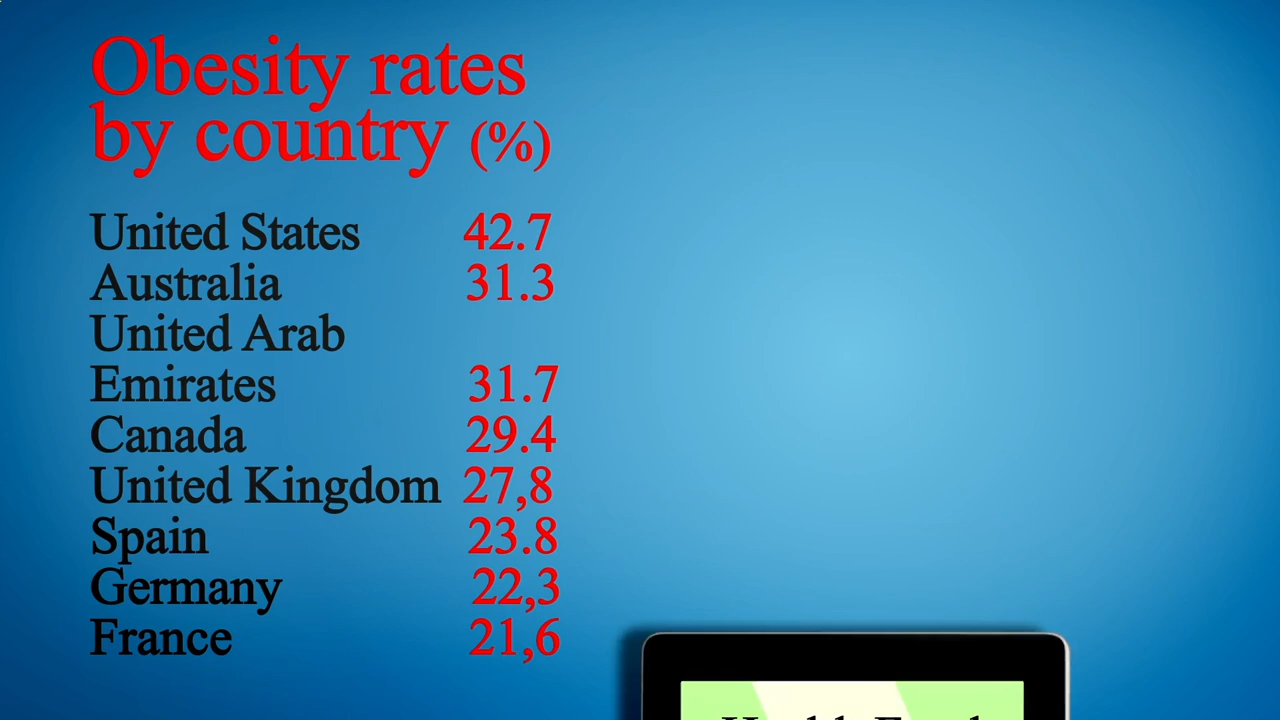 Obesity rates
by country (%)
United States 42.7
Australia 31.3
United Arab
Emirates 31.7
Canada 29.4
United Kingdom 27,8
Spain 23.8
Germany 22,3
France 21,6